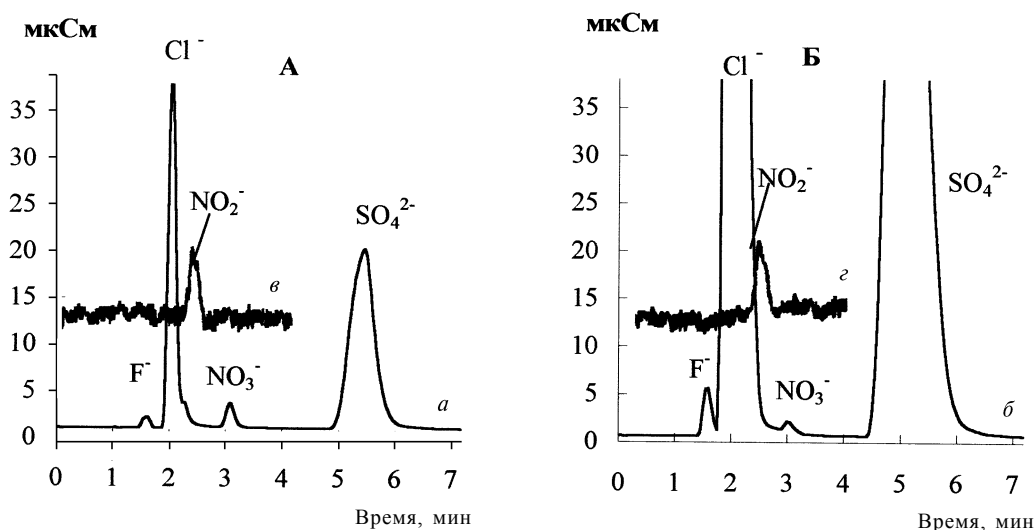 мкСм
Cl -
А
35
30
25
20
15
10
5
0
NO2-
SO42-
в
F-
NO3-
а
0 1 2 3 4 5 6 7
Время, мин
мкСм
Cl -
Б
35
30
25
20
15
10
5
0
NO2-
SO42-
г
F-
NO3-
б
0 1 2 3 4 5 6 7
Время, мин